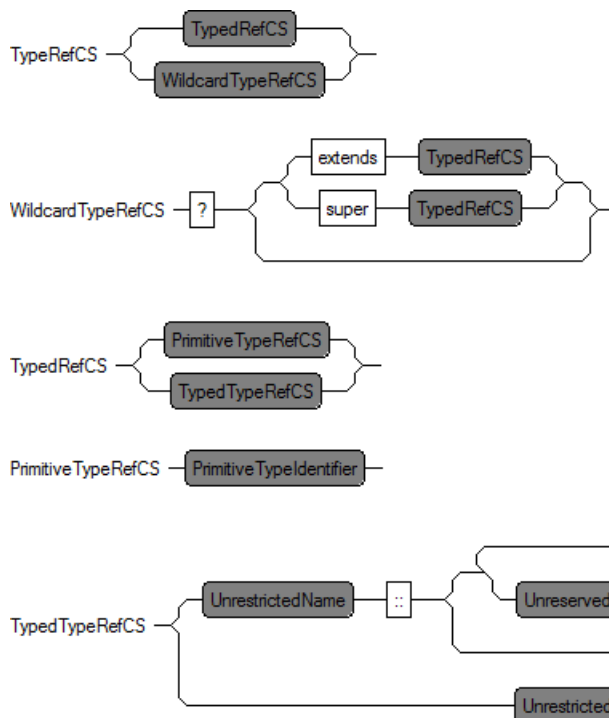 TypedRefCS
TypeRefCS
WildcardTypeRefCS
extends TypedRefCS
WildcardTypeRefCS ?
super TypedRefCS
PrimitiveTypeRefCS
TypedRefCS
TypedTypeRefCS
PrimitiveTypeRefCS PrimitiveTypeIdentifier
UnrestrictedName :: Unreserved
TypedTypeRefCS
Unrestricted